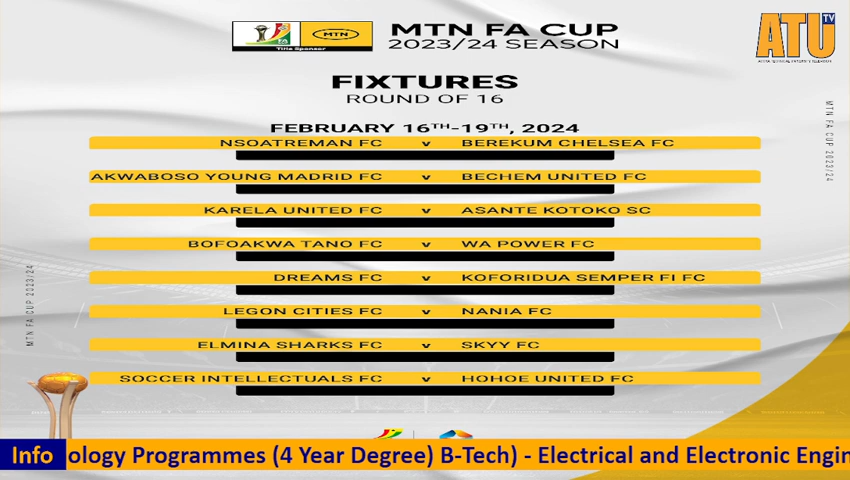 MTN FA CUP
2023/24 SEASON
MTN
Title Sponsor
ATU TV
FIXTURES
ROUND OF 16
FEBRUARY 16TH-19TH, 2024
NSOATREMAN FC v BEREKUM CHELSEA FC
AKWABOSO YOUNG MADRID FC v BECHEM UNITED FC
KARELA UNITED FC v ASANTE KOTOKO SC
BOFOAKWA TANO FC v WA POWER FC
DREAMS FC v KOFORIDUA SEMPER FI FC
LEGON CITIES FC v NANIA FC
ELMINA SHARKS FC v SKYY FC
SOCCER INTELLECTUALS FC v HOHOE UNITED FC
MTN FA CUP 2023/24
MTN FA CUP 2023/24
Info ology Programmes (4 Year Degree) B-Tech) - Electrical and Electronic Engin